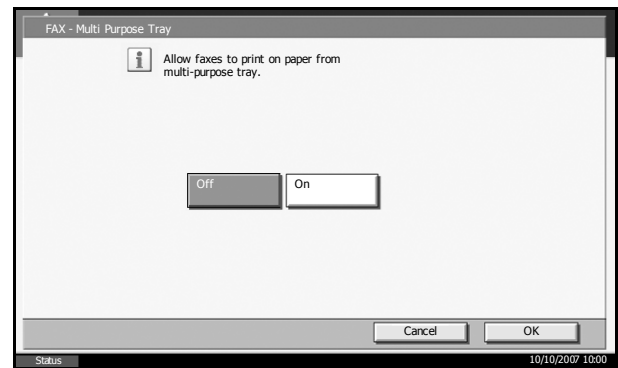 FAX - Multi Purpose Tray
Allow faxes to print on paper from
multi-purpose tray.
Off
On
Cancel
OK
Status
10/10/2007 10:00